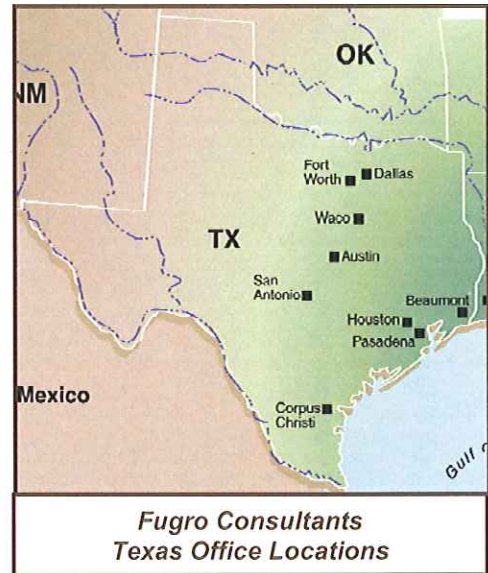 OK
NM
Fort
Worth
Dallas
Waco
TX
Austin
San
Antonio
Beaumont
Houston
Pasadena
Mexico
Corpus
Christi
Gulf
Fugro Consultants
Texas Office Locations